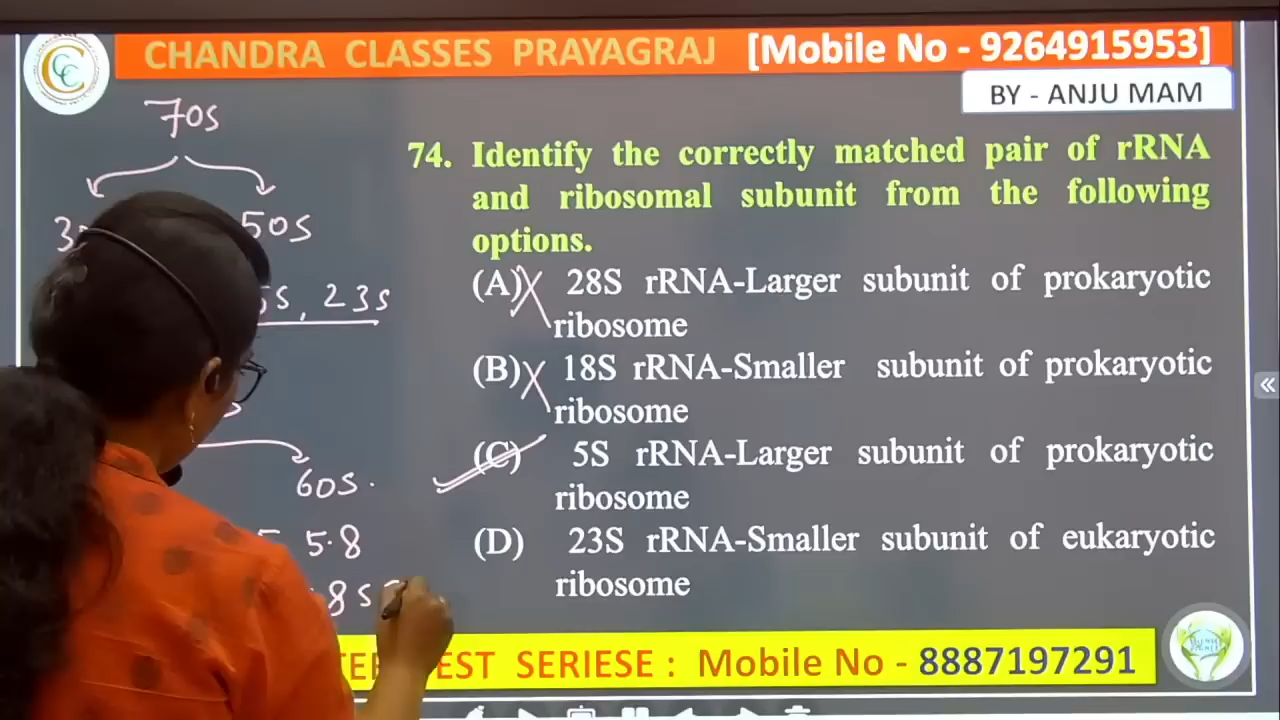 CHANDRA CLASSES PRAYAGRAJ [Mobile No - 9264915953]
BY - ANJU MAM
70s
50s
s, 23s
60s.
5.8
8s
74. Identify the correctly matched pair of rRNA
and ribosomal subunit from the following
options.
(A) 28S rRNA-Larger subunit of prokaryotic
ribosome
(B) 18S rRNA-Smaller subunit of prokaryotic
ribosome
(C) 5S rRNA-Larger subunit of prokaryotic
ribosome
(D) 23S rRNA-Smaller subunit of eukaryotic
ribosome
EST SERIESE : Mobile No - 8887197291